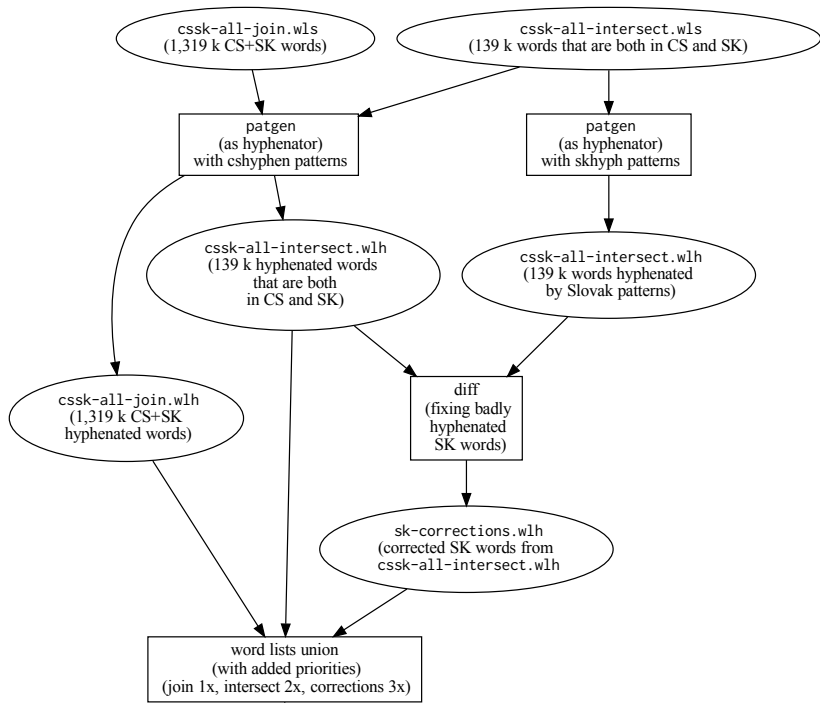 cssk-all-join.wls
(1,319 k CS+SK words)
cssk-all-intersect.wls
(139 k words that are both in CS and SK)
patgen
(as hyphenator)
with cshyphen patterns
patgen
(as hyphenator)
with skhyph patterns
cssk-all-intersect.wlh
(139 k hyphenated words
that are both
in CS and SK)
cssk-all-intersect.wlh
(139 k words hyphenated
by Slovak patterns)
cssk-all-join.wlh
(1,319 k CS+SK
hyphenated words)
diff
(fixing badly
hyphenated
SK words)
sk-corrections.wlh
(corrected SK words from
cssk-all-intersect.wlh
word lists union
(with added priorities)
(join 1x, intersect 2x, corrections 3x)